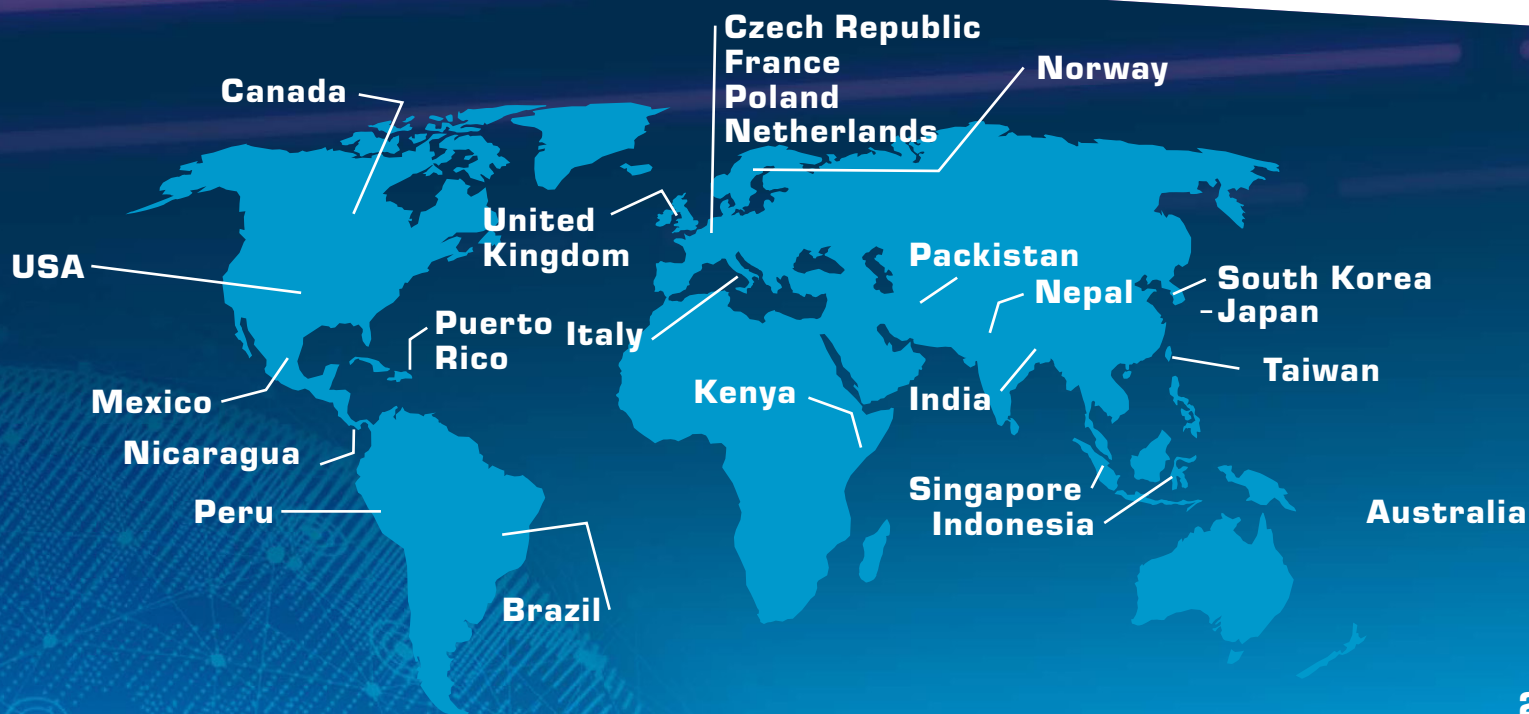 Czech Republic
France
Poland
Netherlands
Norway
Canada
United
Kingdom
USA
Packistan
Nepal
South Korea
-Japan
Puerto
Rico
Italy
Taiwan
Mexico
Kenya
India
Nicaragua
Singapore
Indonesia
Peru
Australia
Brazil